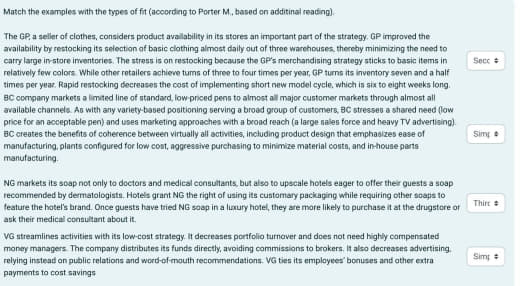 Match the examples with the types of fit (according to Porter M., based on additinal reading).
The GP, a seller of clothes, considers product availability in its stores an important part of the strategy. GP improved the
availability by restocking its selection of basic clothing almost daily out of three warehouses, thereby minimizing the need to
carry large in-store inventories. The stress is on restocking because the GP's merchandising strategy sticks to basic items in
relatively few colors. While other retailers achieve turns of three to four times per year, GP turns its inventory seven and a half
times per year. Rapid restocking decreases the cost of implementing short new model cycle, which is six to eight weeks long.
Secc
BC company markets a limited line of standard, low-priced pens to almost all major customer markets through almost all
available channels. As with any variety-based positioning serving a broad group of customers, BC stresses a shared need (low
price for an acceptable pen) and uses marketing approaches with a broad reach (a large sales force and heavy TV advertising).
BC creates the benefits of coherence between virtually all activities, including product design that emphasizes ease of
manufacturing, plants configured for low cost, aggressive purchasing to minimize material costs, and in-house parts
manufacturing.
Simp
NG markets its soap not only to doctors and medical consultants, but also to upscale hotels eager to offer their guests a soap
recommended by dermatologists. Hotels grant NG the right of using its customary packaging while requiring other soaps to
feature the hotel's brand. Once guests have tried NG soap in a luxury hotel, they are more likely to purchase it at the drugstore or
ask their medical consultant about it.
Thirc
VG streamlines activities with its low-cost strategy. It decreases portfolio turnover and does not need highly compensated
money managers. The company distributes its funds directly, avoiding commissions to brokers. It also decreases advertising,
relying instead on public relations and word-of-mouth recommendations. VG ties its employees' bonuses and other extra
payments to cost savings
Simp